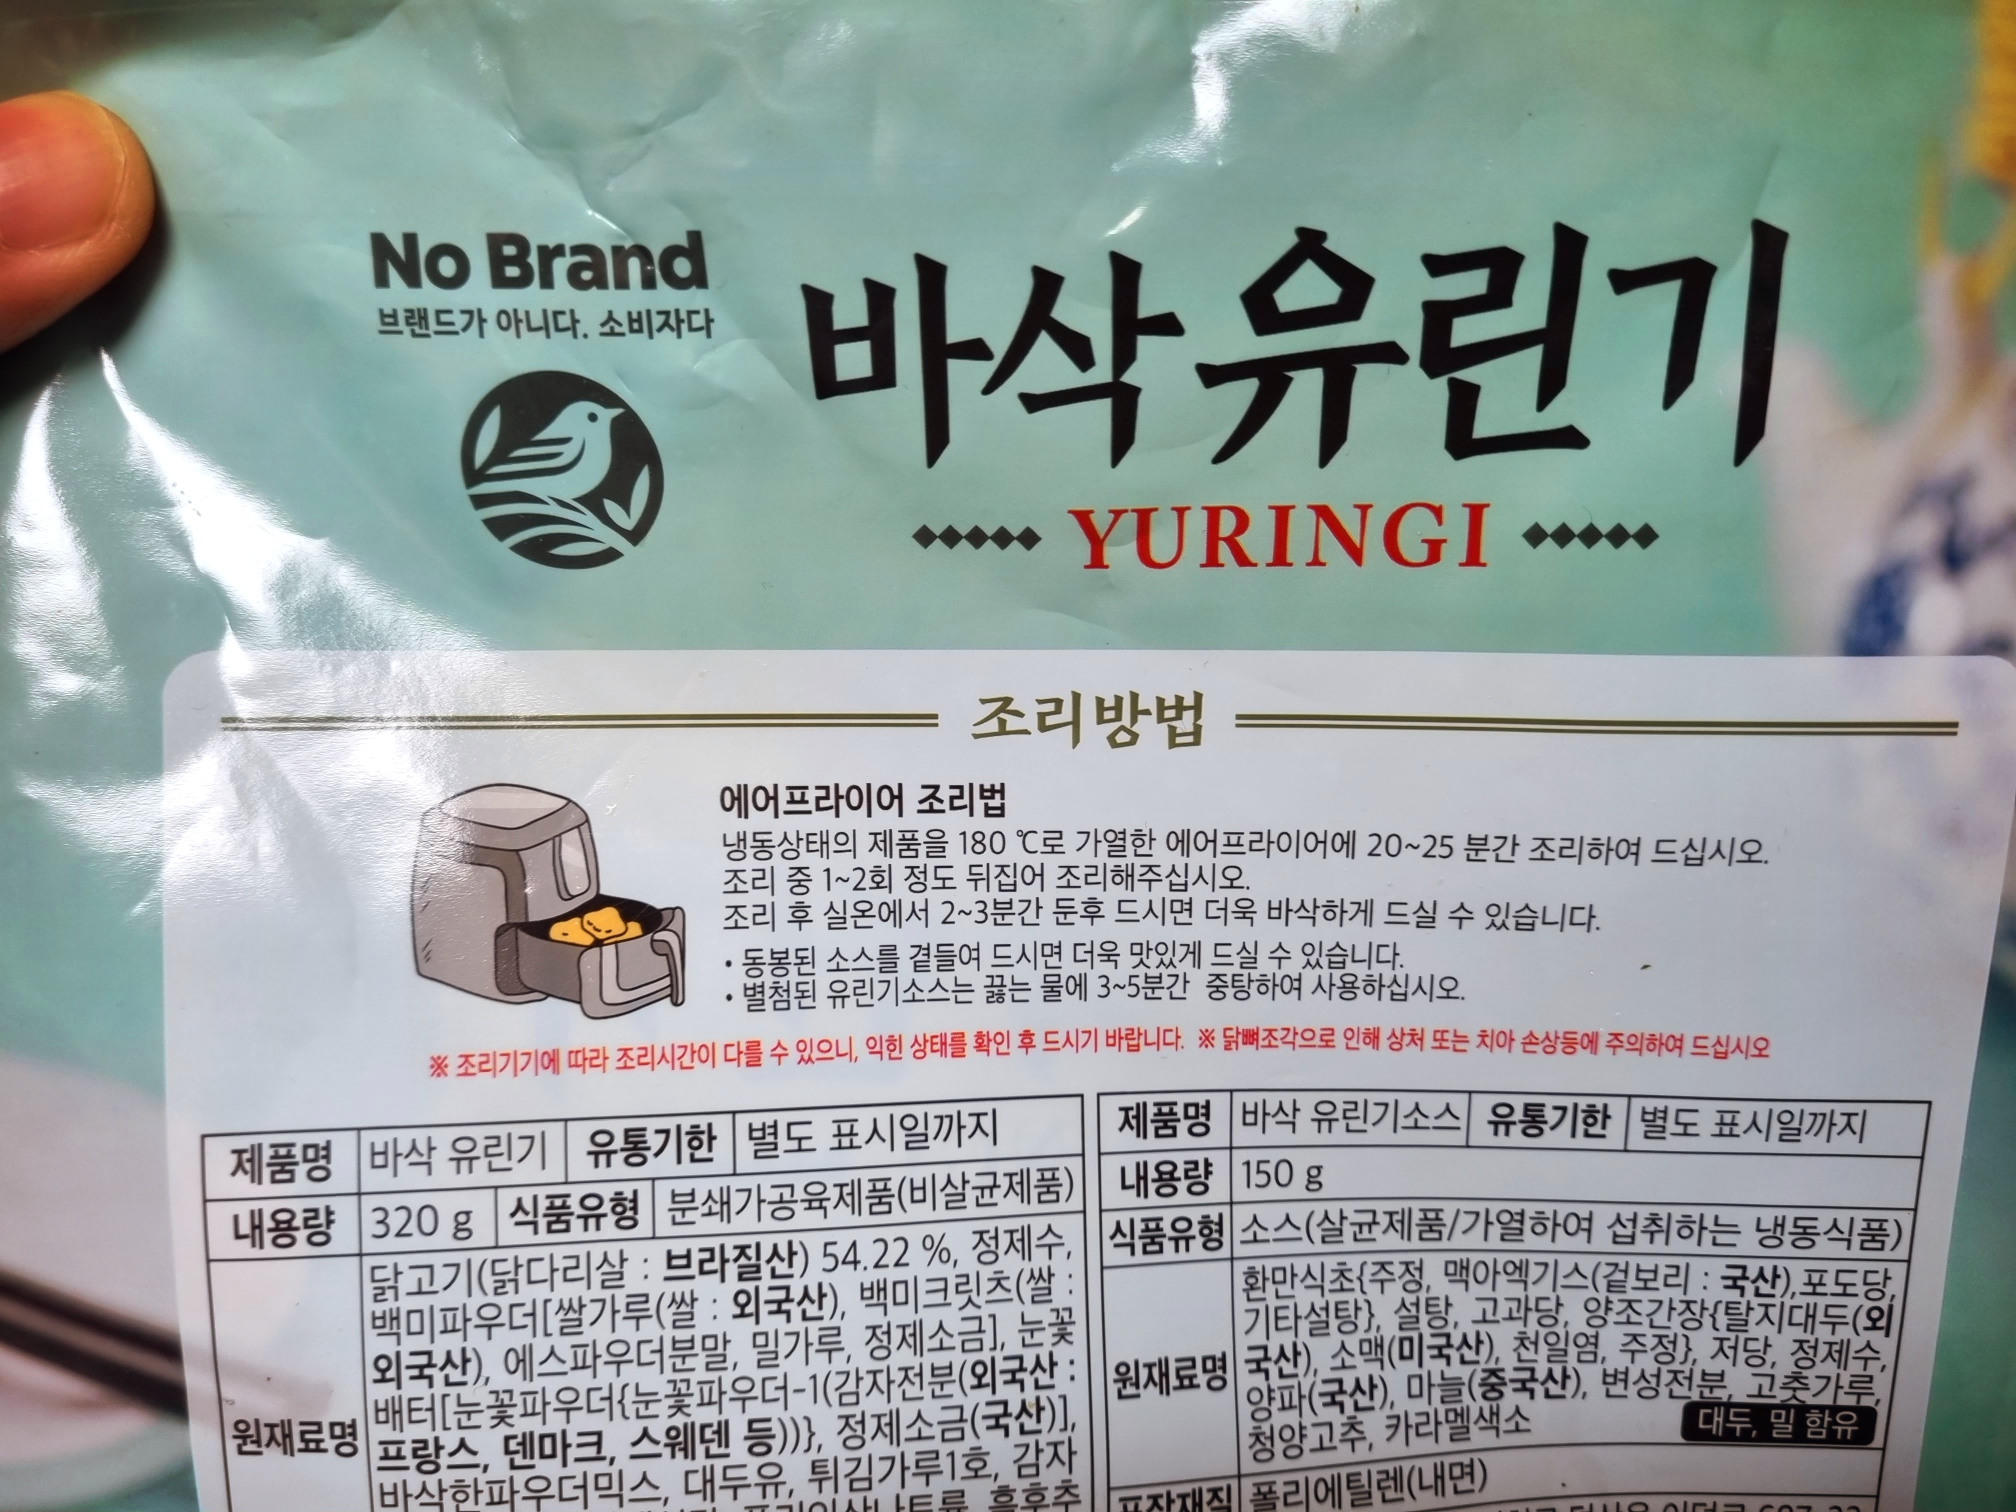 No Brand
브랜드가 아니다. 소비자다
바삭 유린기
YURINGI
조리방법
에어프라이어 조리법
냉동상태의 제품을 180 ℃로 가열한 에어프라이어에 20~25 분간 조리하여 드십시오.
조리 중 1~2회 정도 뒤집어 조리해주십시오.
조리 후 실온에서 2~3분간 둔후 드시면 더욱 바삭하게 드실 수 있습니다.
• 동봉된 소스를 곁들여 드시면 더욱 맛있게 드실 수 있습니다.
• 별첨된 유린기소스는 끓는 물에 3~5분간 중탕하여 사용하십시오.
※ 조리기기에 따라 조리시간이 다를 수 있으니, 익힌 상태를 확인 후 드시기 바랍니다. ※ 닭뼈조각으로 인해 상처 또는 치아 손상등에 주의하여 드십시오
제품명 바삭 유린기 유통기한 별도 표시일까지
내용량 320 g 식품유형 분쇄가공육제품(비살균제품)
원재료명
닭고기(닭다리살 : 브라질산) 54.22 %, 정제수,
백미파우더[쌀가루(쌀 : 외국산), 백미크릿츠(쌀 :
외국산), 에스파우더분말, 밀가루, 정제소금], 눈꽃
배터[눈꽃파우더{눈꽃파우더-1(감자전분(외국산 :
프랑스, 덴마크, 스웨덴 등))}, 정제소금(국산)],
바삭한파우더믹스, 대두유, 튀김가루1호, 감자
제품명 바삭 유린기소스 유통기한 별도 표시일까지
내용량 150 g
식품유형 소스(살균제품/가열하여 섭취하는 냉동식품)
원재료명
환만식초{주정, 맥아엑기스(겉보리 : 국산),포도당,
기타설탕}, 설탕, 고과당, 양조간장{탈지대두(외
국산), 소맥(미국산), 천일염, 주정}, 저당, 정제수,
양파(국산), 마늘(중국산), 변성전분, 고춧가루,
청양고추, 카라멜색소
대두, 밀 함유
포장재질 폴리에틸렌(내면)